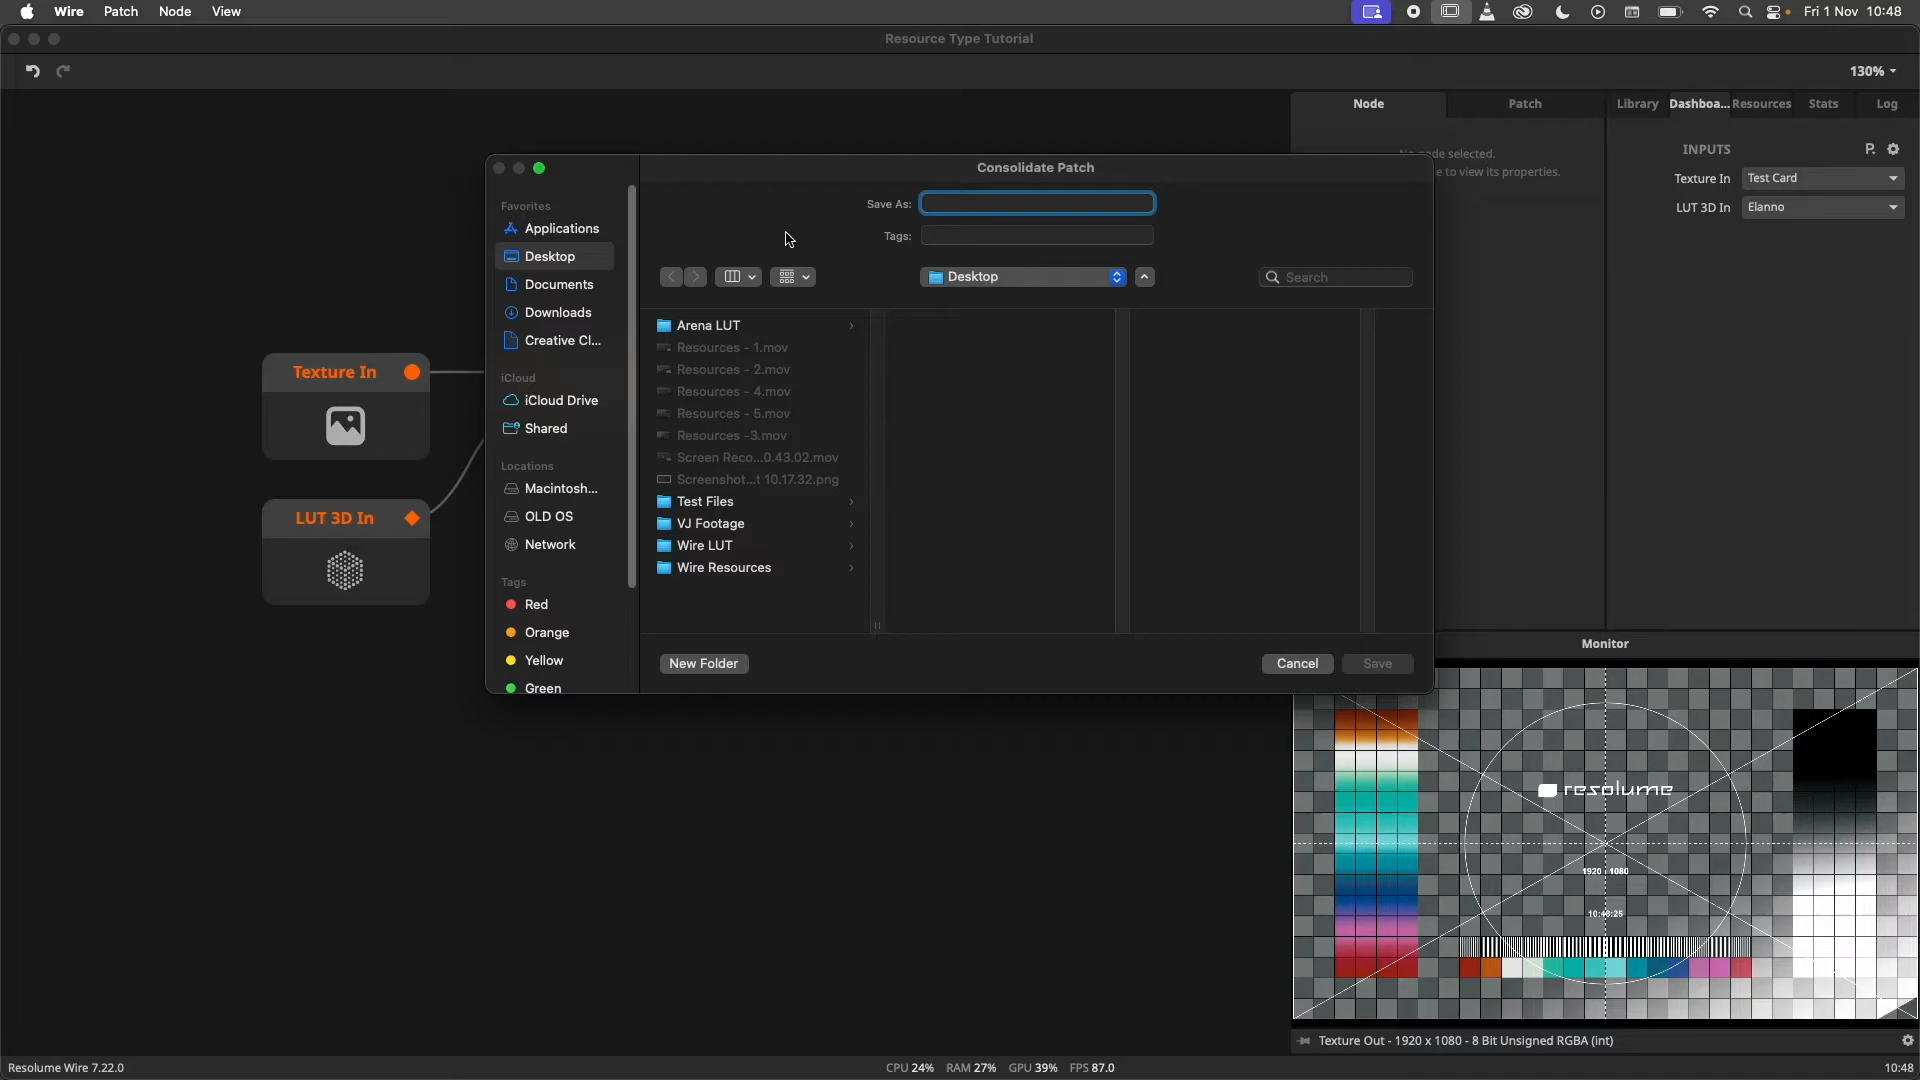 Wire Patch Node View
Fri 1 Nov 10:48
Resource Type Tutorial
130%
Node Patch
Library Dashboa... Resources Stats Log
INPUTS P.
Texture In Test Card
LUT 3D In Elanno
Texture In
LUT 3D In
Consolidate Patch
Save As:
Tags:
Desktop
Search
Favorites
Applications
Desktop
Documents
Downloads
Creative Cl...
iCloud
iCloud Drive
Shared
Locations
Macintosh...
OLD OS
Network
Tags
Red
Orange
Yellow
Green
Arena LUT
Resources - 1.mov
Resources - 2.mov
Resources - 4.mov
Resources - 5.mov
Resources -3.mov
Screen Reco...0.43.02.mov
Screenshot...t 10.17.32.png
Test Files
VJ Footage
Wire LUT
Wire Resources
New Folder
Cancel Save
node selected.
e to view its properties.
Monitor
resolume
1920 1080
Texture Out - 1920 x 1080 - 8 Bit Unsigned RGBA (int)
Resolume Wire 7.22.0
CPU 24% RAM 27% GPU 39% FPS 87.0
10:48